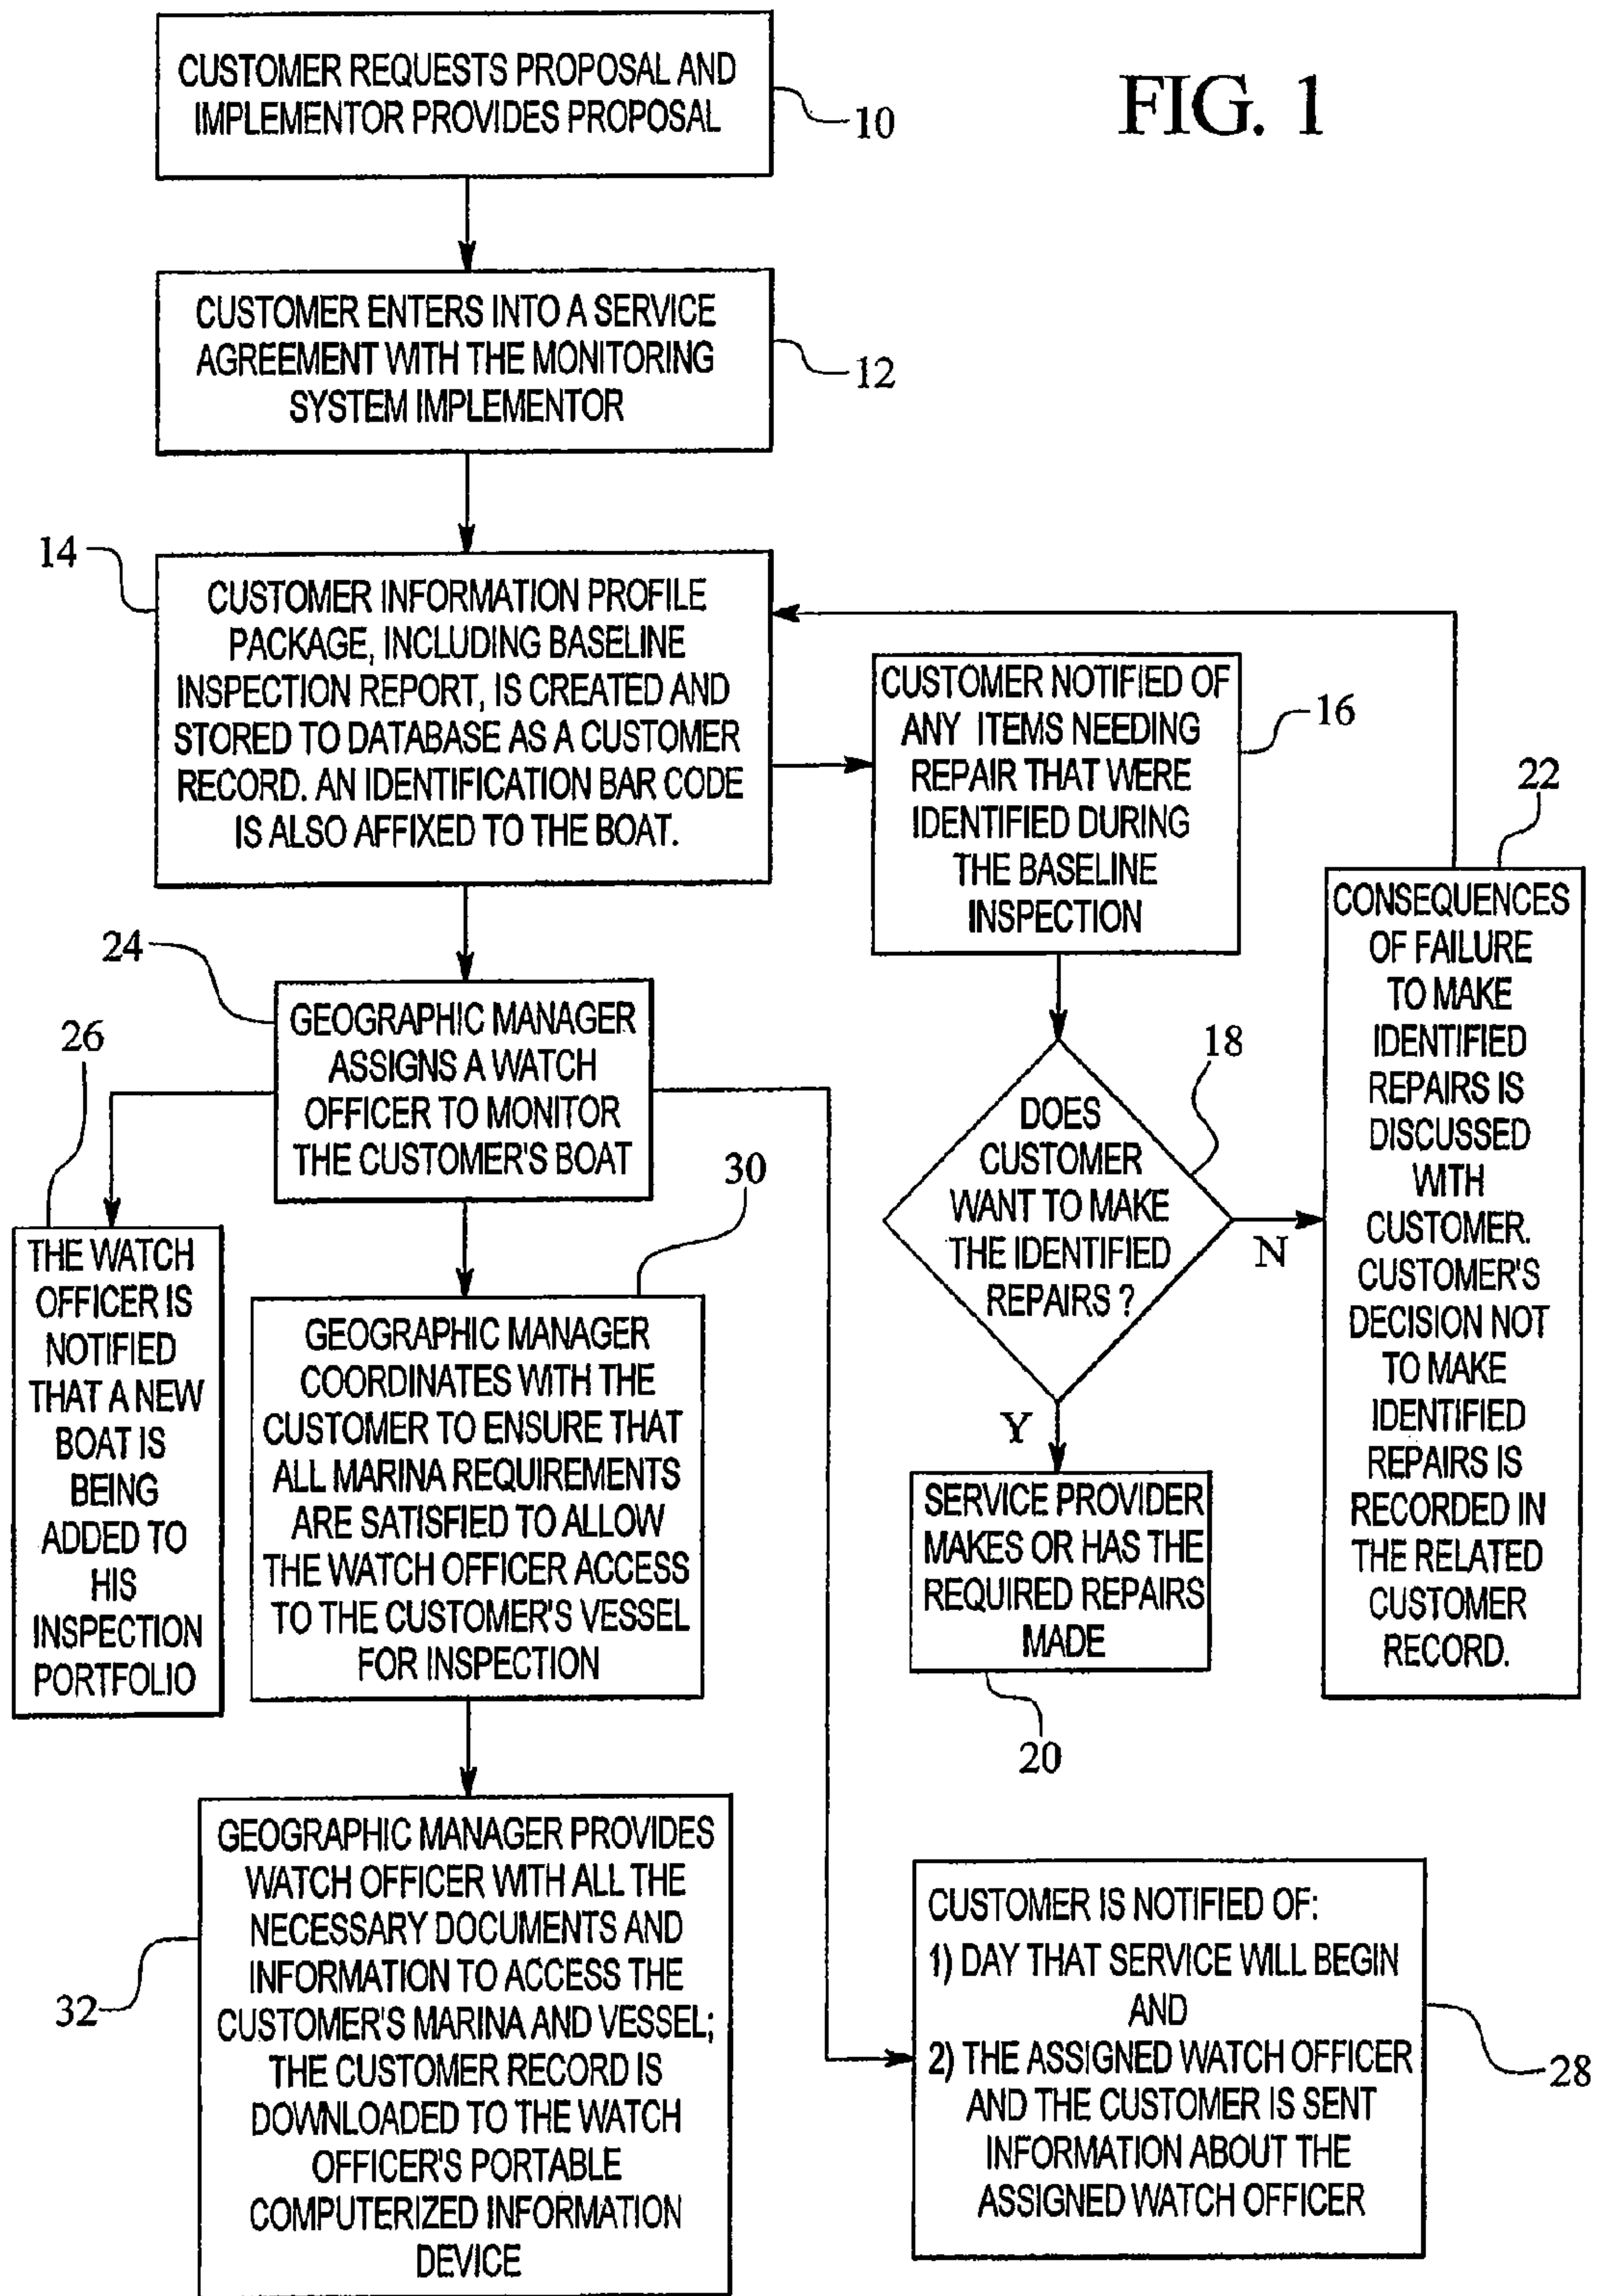 FIG. 1
CUSTOMER REQUESTS PROPOSAL AND
IMPLEMENTOR PROVIDES PROPOSAL
10
CUSTOMER ENTERS INTO A SERVICE
AGREEMENT WITH THE MONITORING
SYSTEM IMPLEMENTOR
12
14
CUSTOMER INFORMATION PROFILE
PACKAGE, INCLUDING BASELINE
INSPECTION REPORT, IS CREATED AND
STORED TO DATABASE AS A CUSTOMER
RECORD. AN IDENTIFICATION BAR CODE
IS ALSO AFFIXED TO THE BOAT.
CUSTOMER NOTIFIED OF
ANY ITEMS NEEDING
REPAIR THAT WERE
IDENTIFIED DURING
THE BASELINE
INSPECTION
16
DOES
CUSTOMER
WANT TO MAKE
THE IDENTIFIED
REPAIRS ?
18
N
Y
22
CONSEQUENCES
OF FAILURE
TO MAKE
IDENTIFIED
REPAIRS IS
DISCUSSED
WITH
CUSTOMER.
CUSTOMER'S
DECISION NOT
TO MAKE
IDENTIFIED
REPAIRS IS
RECORDED IN
THE RELATED
CUSTOMER
RECORD.
SERVICE PROVIDER
MAKES OR HAS THE
REQUIRED REPAIRS
MADE
20
24
GEOGRAPHIC MANAGER
ASSIGNS A WATCH
OFFICER TO MONITOR
THE CUSTOMER'S BOAT
26
THE WATCH
OFFICER IS
NOTIFIED
THAT A NEW
BOAT IS
BEING
ADDED TO
HIS
INSPECTION
PORTFOLIO
30
GEOGRAPHIC MANAGER
COORDINATES WITH THE
CUSTOMER TO ENSURE THAT
ALL MARINA REQUIREMENTS
ARE SATISFIED TO ALLOW
THE WATCH OFFICER ACCESS
TO THE CUSTOMER'S VESSEL
FOR INSPECTION
32
GEOGRAPHIC MANAGER PROVIDES
WATCH OFFICER WITH ALL THE
NECESSARY DOCUMENTS AND
INFORMATION TO ACCESS THE
CUSTOMER'S MARINA AND VESSEL;
THE CUSTOMER RECORD IS
DOWNLOADED TO THE WATCH
OFFICER'S PORTABLE
COMPUTERIZED INFORMATION
DEVICE
CUSTOMER IS NOTIFIED OF:
1) DAY THAT SERVICE WILL BEGIN
AND
2) THE ASSIGNED WATCH OFFICER
AND THE CUSTOMER IS SENT
INFORMATION ABOUT THE
ASSIGNED WATCH OFFICER
28